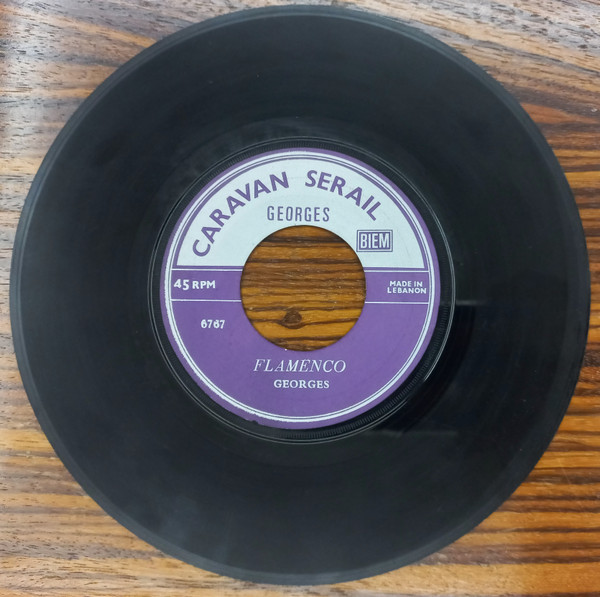 CARAVAN SERAIL
GEORGES
BIEM
45 RPM
MADE IN
LEBANON
6767
FLAMENCO
GEORGES